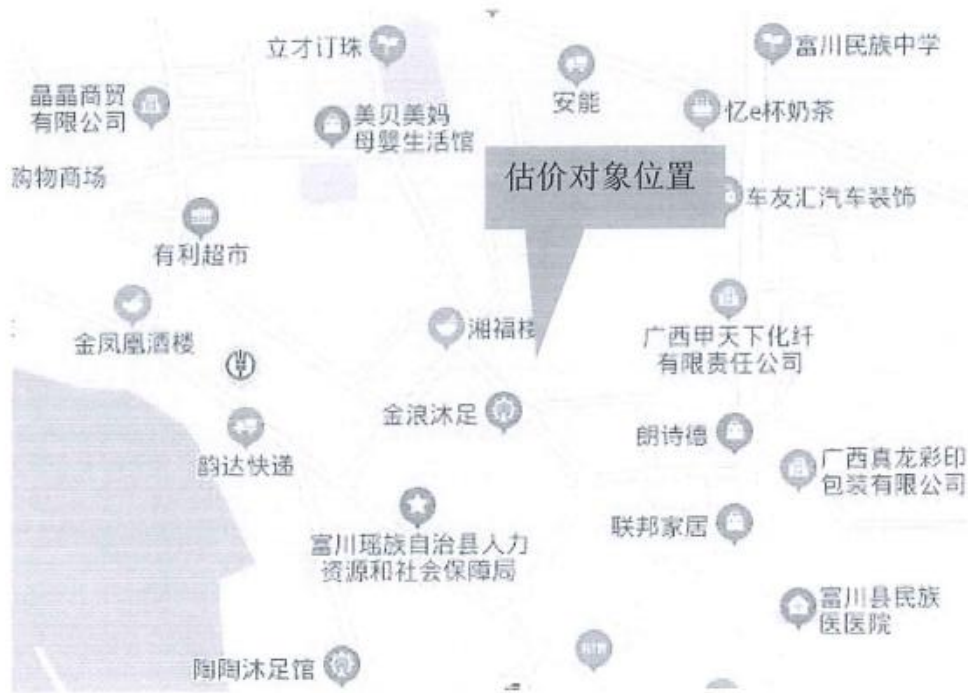 立才订珠
富川民族中学
安能
晶晶商贸
有限公司
美贝美妈
母婴生活馆
忆e杯奶茶
购物商场
估价对象位置
车友汇汽车装饰
有利超市
湘福楼
金凤凰酒楼
广西甲天下化纤
有限责任公司
金浪沐足
朗诗德
韵达快递
广西真龙彩印
包装有限公司
联邦家居
富川瑶族自治县人力
资源和社会保障局
富川县民族
医医院
陶陶沐足馆